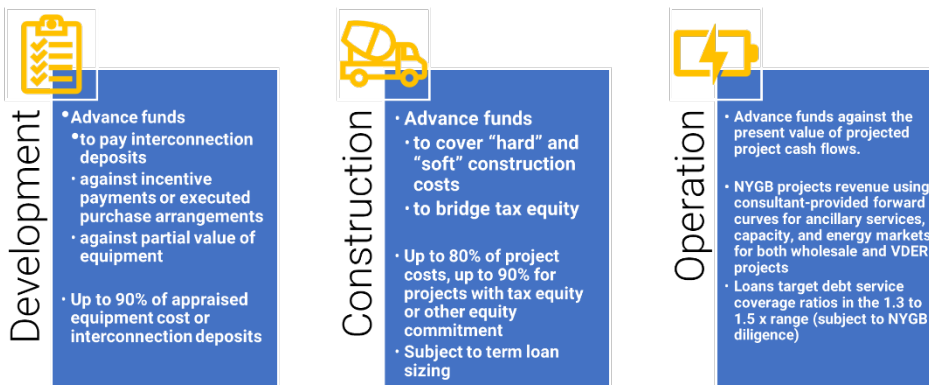 Development
•Advance funds
•to pay interconnection
deposits
• against incentive
payments or executed
purchase arrangements
• against partial value of
equipment
• Up to 90% of appraised
equipment cost or
interconnection deposits
Construction
• Advance funds
• to cover “hard” and
“soft” construction
costs
• to bridge tax equity
• Up to 80% of project
costs, up to 90% for
projects with tax equity
or other equity
commitment
• Subject to term loan
sizing
Operation
• Advance funds against the
present value of projected
project cash flows.
• NYGB projects revenue using
consultant-provided forward
curves for ancillary services,
capacity, and energy markets
for both wholesale and VDER
projects
• Loans target debt service
coverage ratios in the 1.3 to
1.5 x range (subject to NYGB
diligence)